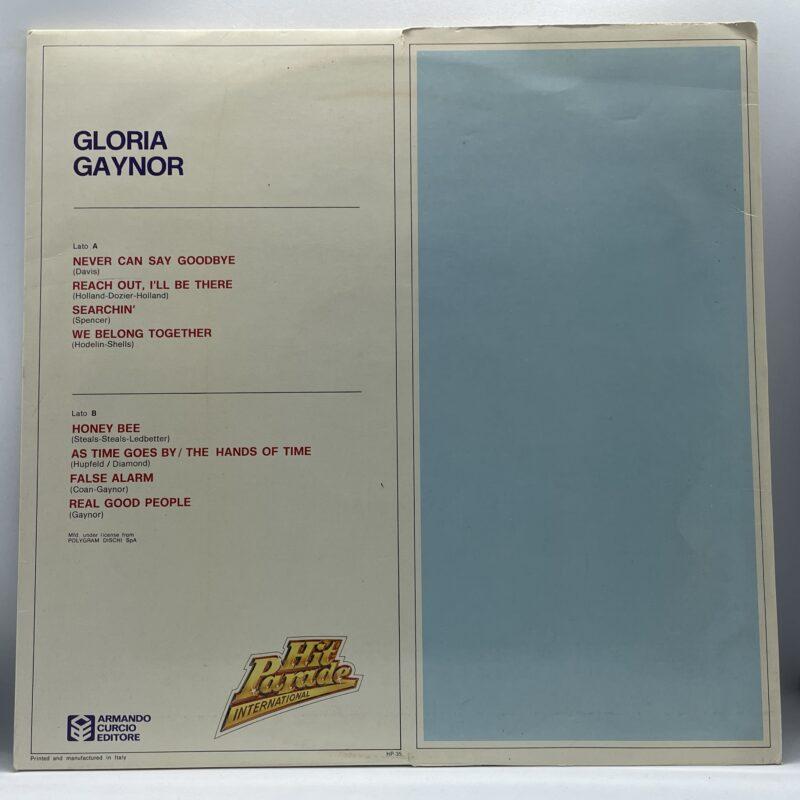 GLORIA
GAYNOR
Lato A
NEVER CAN SAY GOODBYE
(Davis)
REACH OUT, I'LL BE THERE
(Holland-Dozier-Holland)
SEARCHIN'
(Spencer)
WE BELONG TOGETHER
(Hodelin-Shells)
Lato B
HONEY BEE
(Steals-Steals-Ledbetter)
AS TIME GOES BY / THE HANDS OF TIME
(Hupfeld / Diamond)
FALSE ALARM
(Coan-Gaynor)
REAL GOOD PEOPLE
(Gaynor)
Mfd. under license from
POLYGRAM DISCHI SpA
Hit
Parade
INTERNATIONAL
ARMANDO
CURCIO
EDITORE
Printed and manufactured in Italy
HP-35